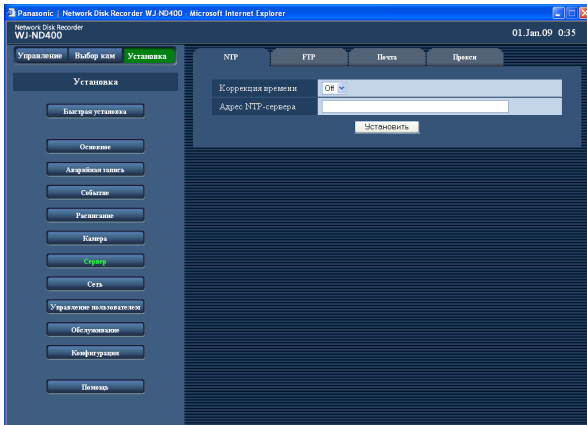 Panasonic | Network Disk Recorder WJ-ND400 - Microsoft Internet Explorer
Network Disk Recorder
WJ-ND400
01.Jan.09 0:35
Управление Выбор кам Установка
NTP FTP Почта Прокси
Установка
Коррекция времени Off
Адрес NTP-сервера
Установить
Быстрая установка
Основное
Аварийная запись
Событие
Расписание
Камера
Сервер
Сеть
Управление пользователем
Обслуживание
Конфигурация
Помощь